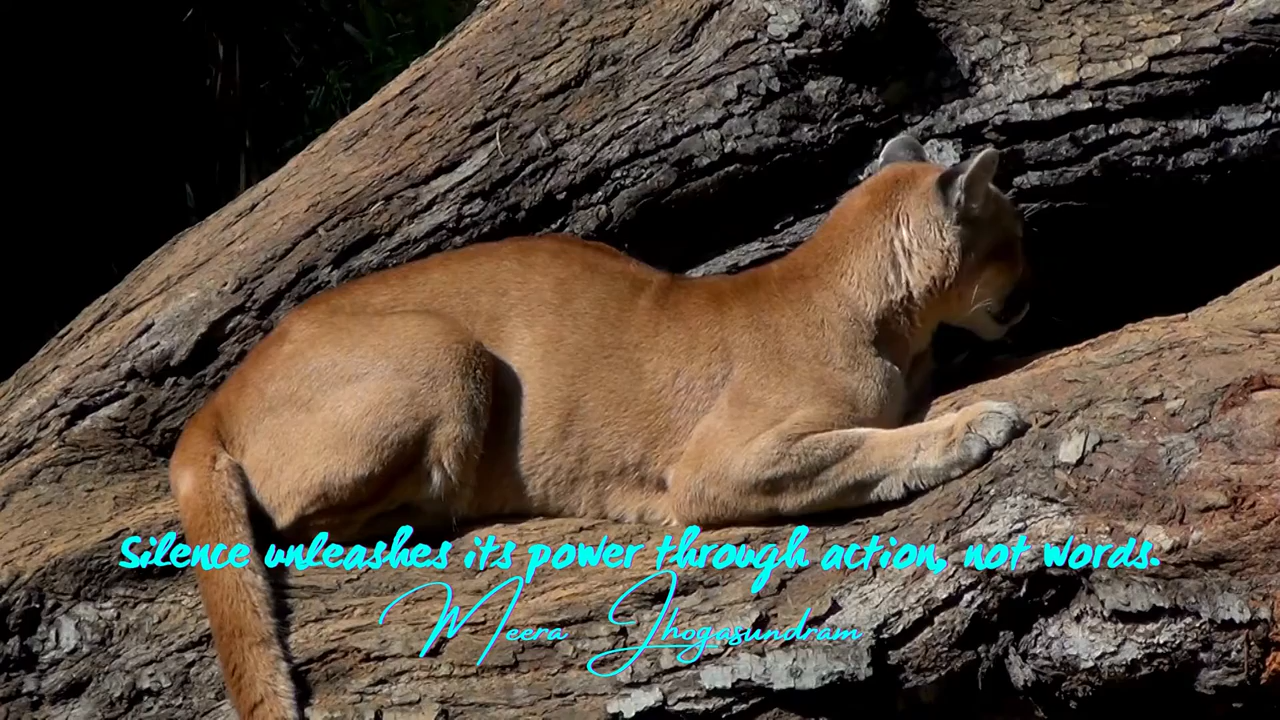 Silence unleashes its power through action, not words.
Meera Jhogasundram